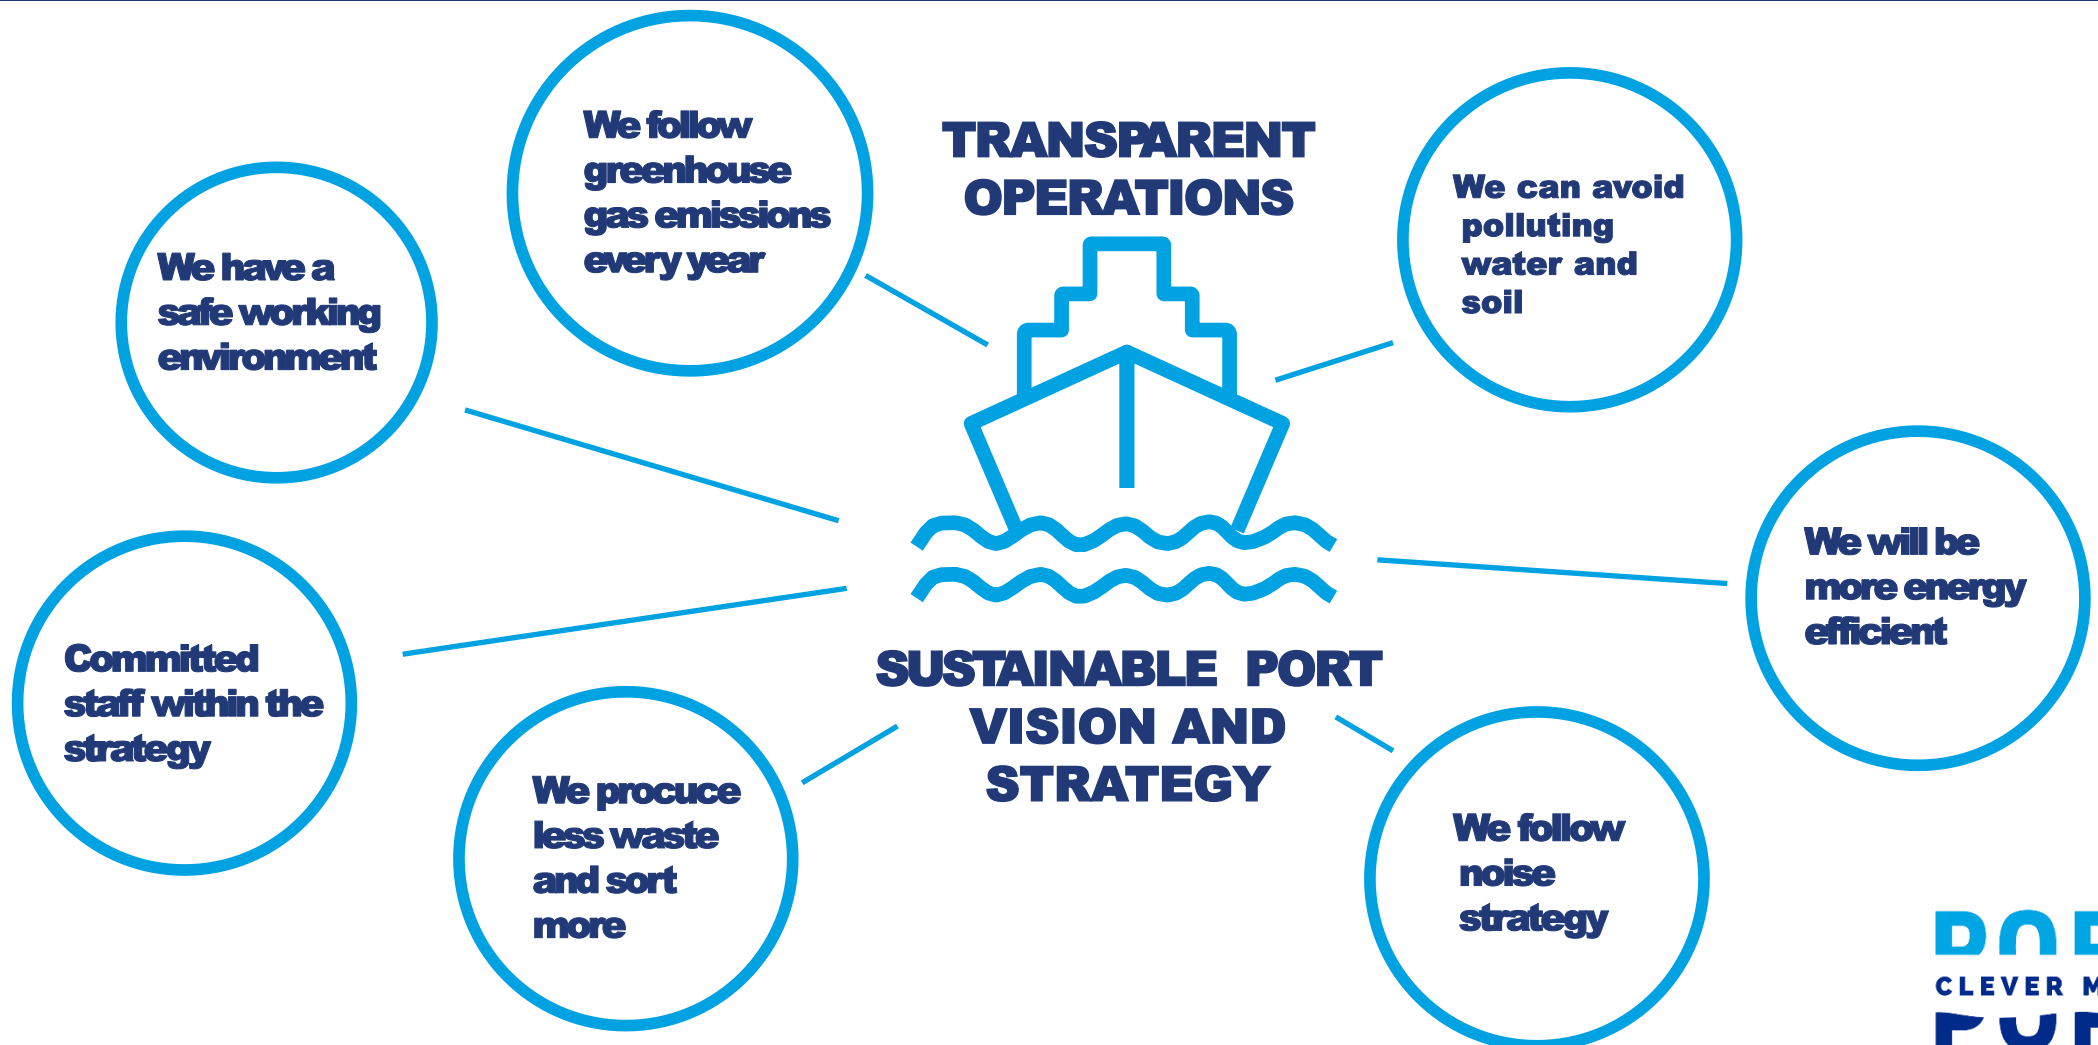 We follow
greenhouse
gas emissions
every year
TRANSPARENT
OPERATIONS
We can avoid
polluting
water and
soil
We have a
safe working
environment
We will be
more energy
efficient
Committed
staff within the
strategy
SUSTAINABLE PORT
VISION AND
STRATEGY
We procuce
less waste
and sort
more
We follow
noise
strategy
CLEVER